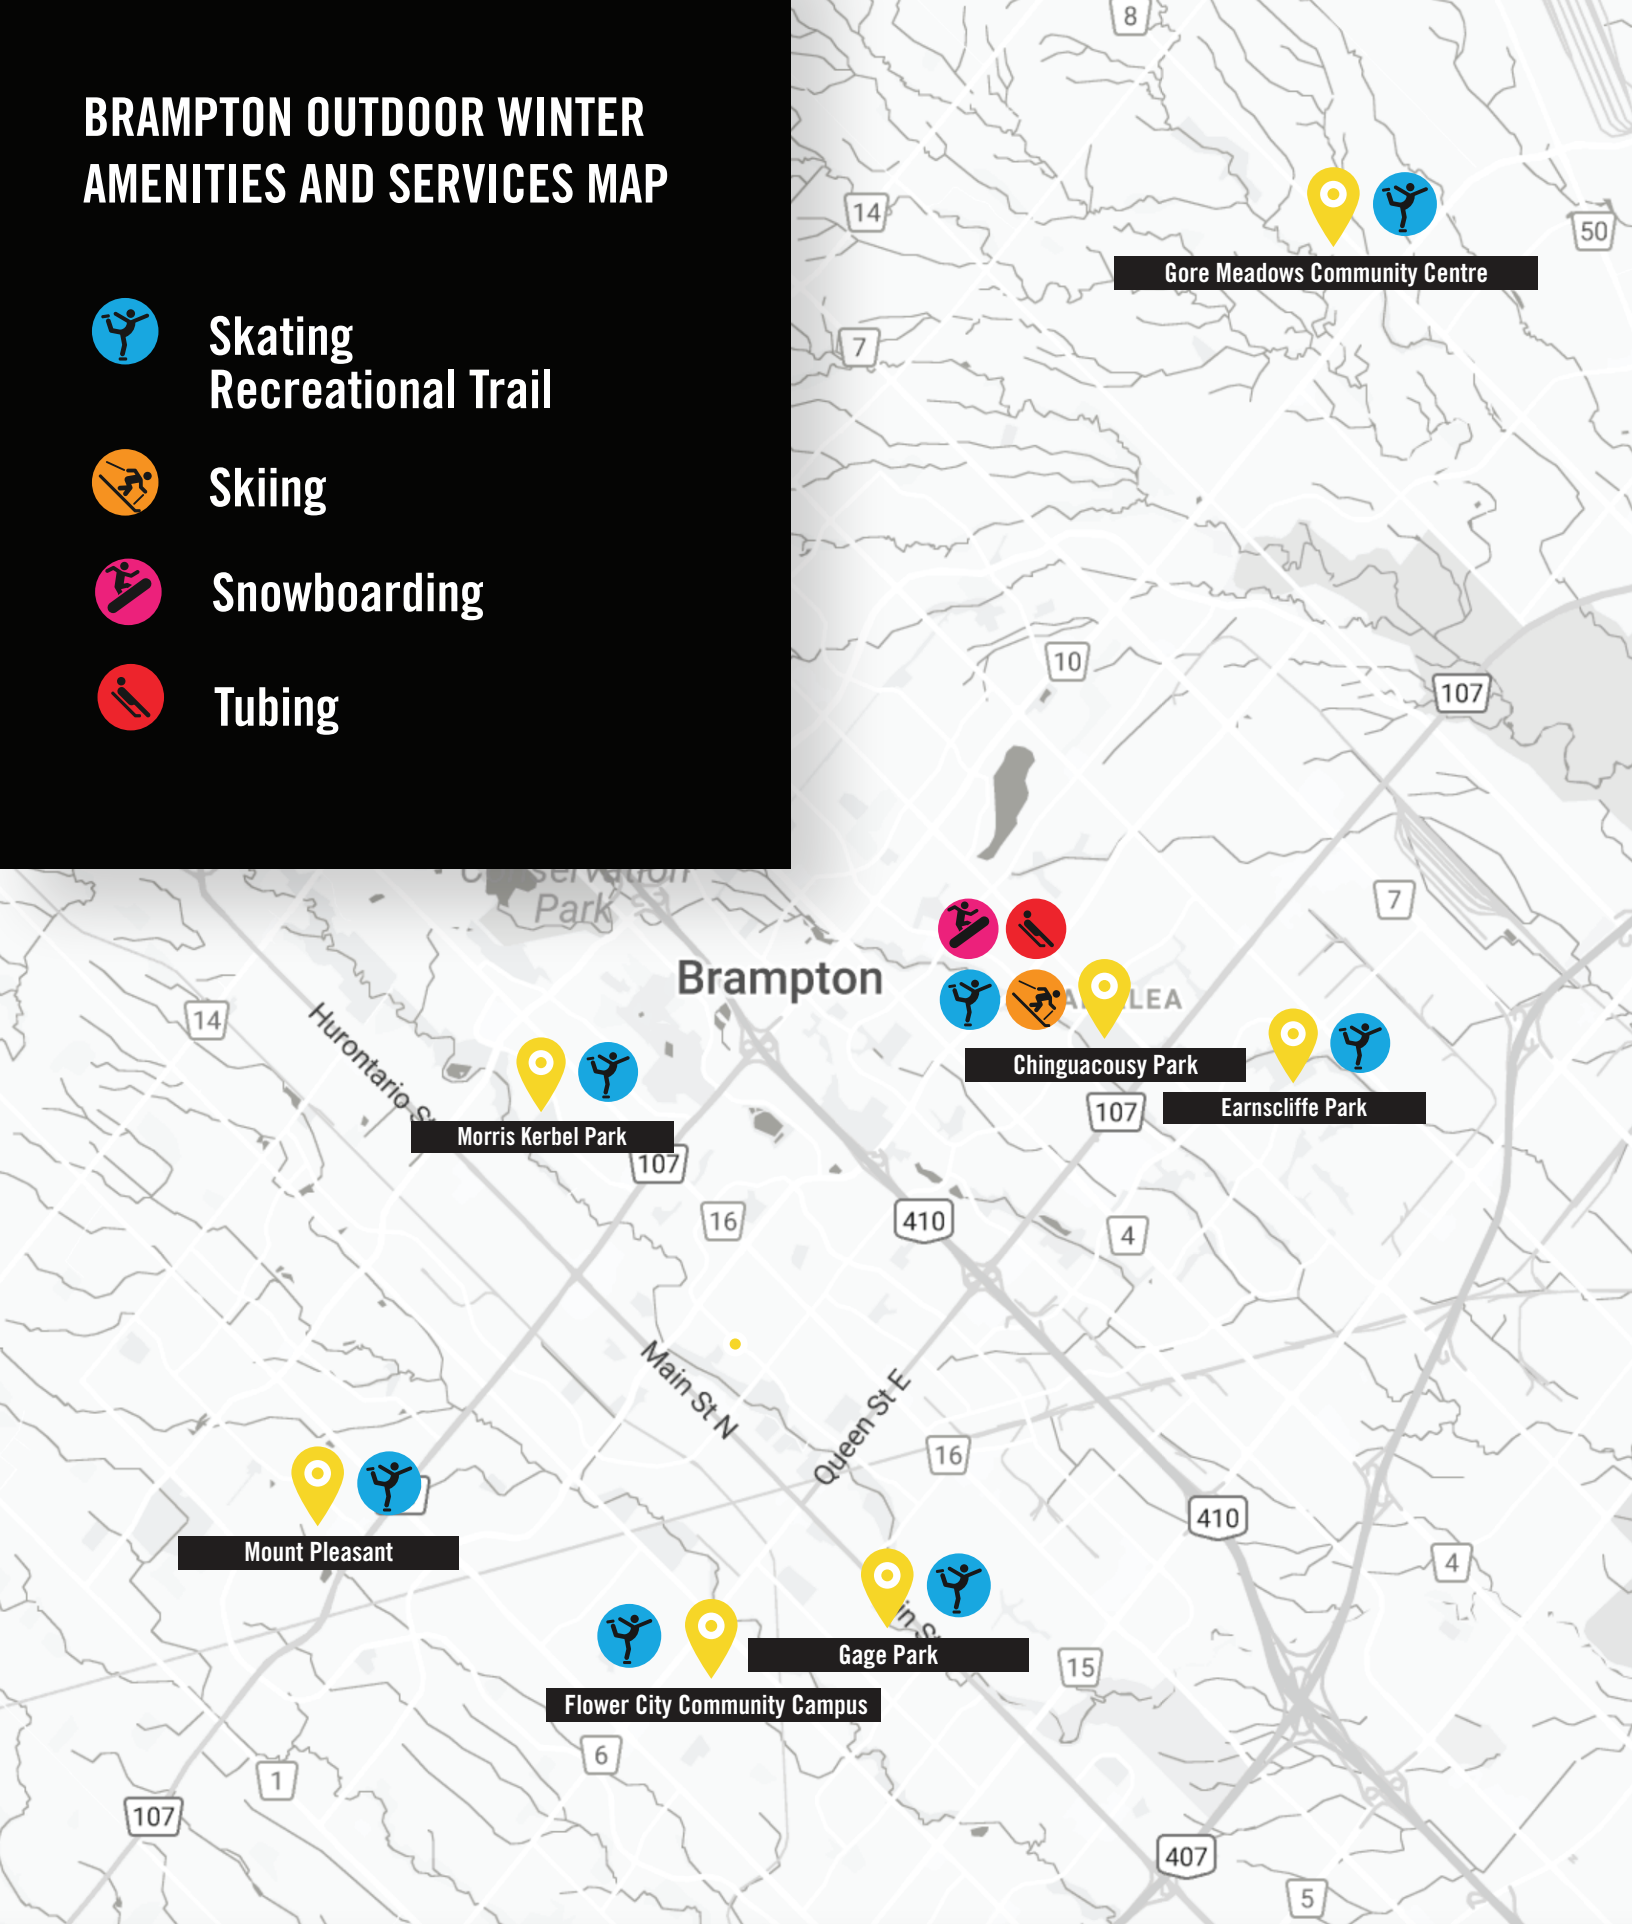 BRAMPTON OUTDOOR WINTER
AMENITIES AND SERVICES MAP
Skating
Recreational Trail
Skiing
Snowboarding
Tubing
8
14
50
Gore Meadows Community Centre
7
10
107
7
Park
Brampton
LEA
14
Hurontario
Chinguacousy Park
107
Earnscliffe Park
Morris Kerbel Park
107
16
410
4
Main St N
Queen St E
16
410
4
Mount Pleasant
Gage Park
15
Flower City Community Campus
6
1
107
407
5